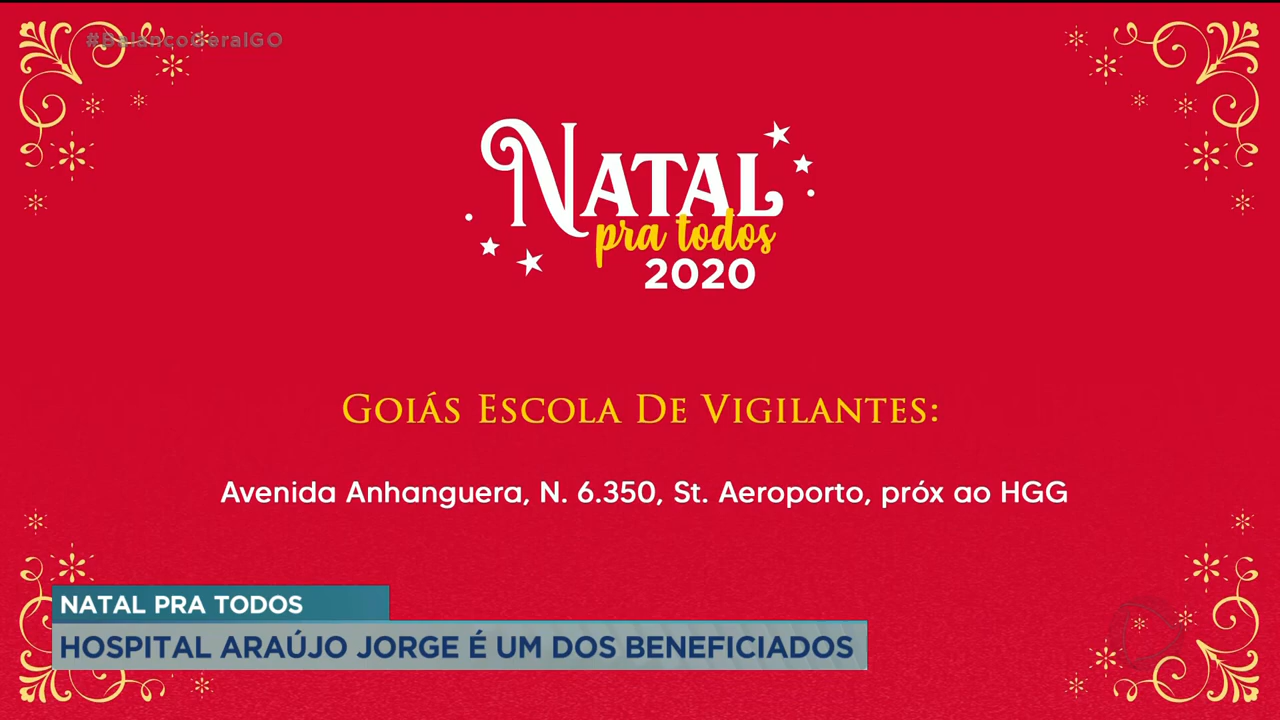 #BalançoGeralGO
NATAL
pra todos
2020
GOIÁS ESCOLA DE VIGILANTES:
Avenida Anhanguera, N. 6.350, St. Aeroporto, próx ao HGG
NATAL PRA TODOS
HOSPITAL ARAÚJO JORGE É UM DOS BENEFICIADOS